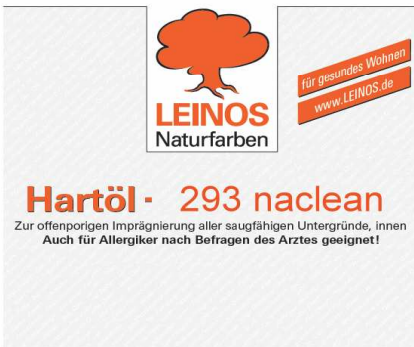 LEINOS
Naturfarben
für gesundes Wohnen
www.LEINOS.de
Hartöl - 293 naclean
Zur offenporigen Imprägnierung aller saugfähigen Untergründe, innen
Auch für Allergiker nach Befragen des Arztes geeignet!